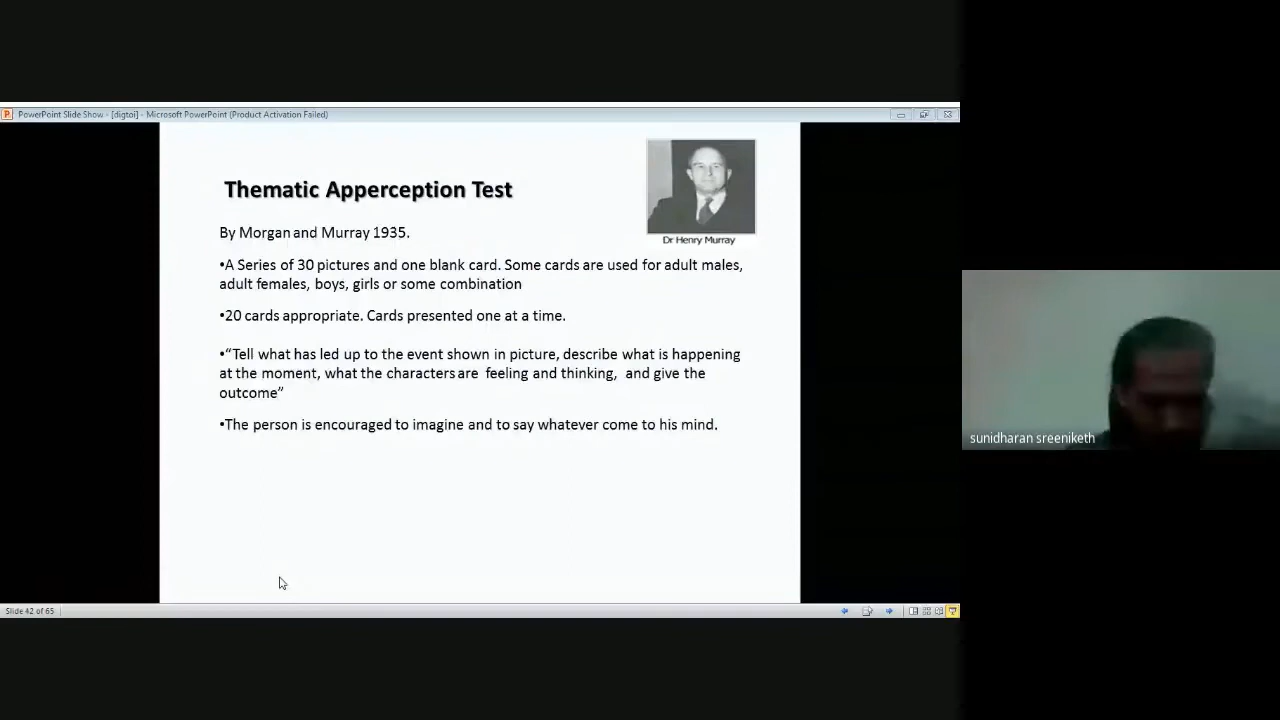 PowerPoint Slide Show - [digtoi] - Microsoft PowerPoint (Product Activation Failed)
Thematic Apperception Test
Dr Henry Murray
By Morgan and Murray 1935.
•A Series of 30 pictures and one blank card. Some cards are used for adult males,
adult females, boys, girls or some combination
•20 cards appropriate. Cards presented one at a time.
•“Tell what has led up to the event shown in picture, describe what is happening
at the moment, what the characters are feeling and thinking, and give the
outcome”
•The person is encouraged to imagine and to say whatever come to his mind.
sunidharan sreeniketh
Slide 42 of 65